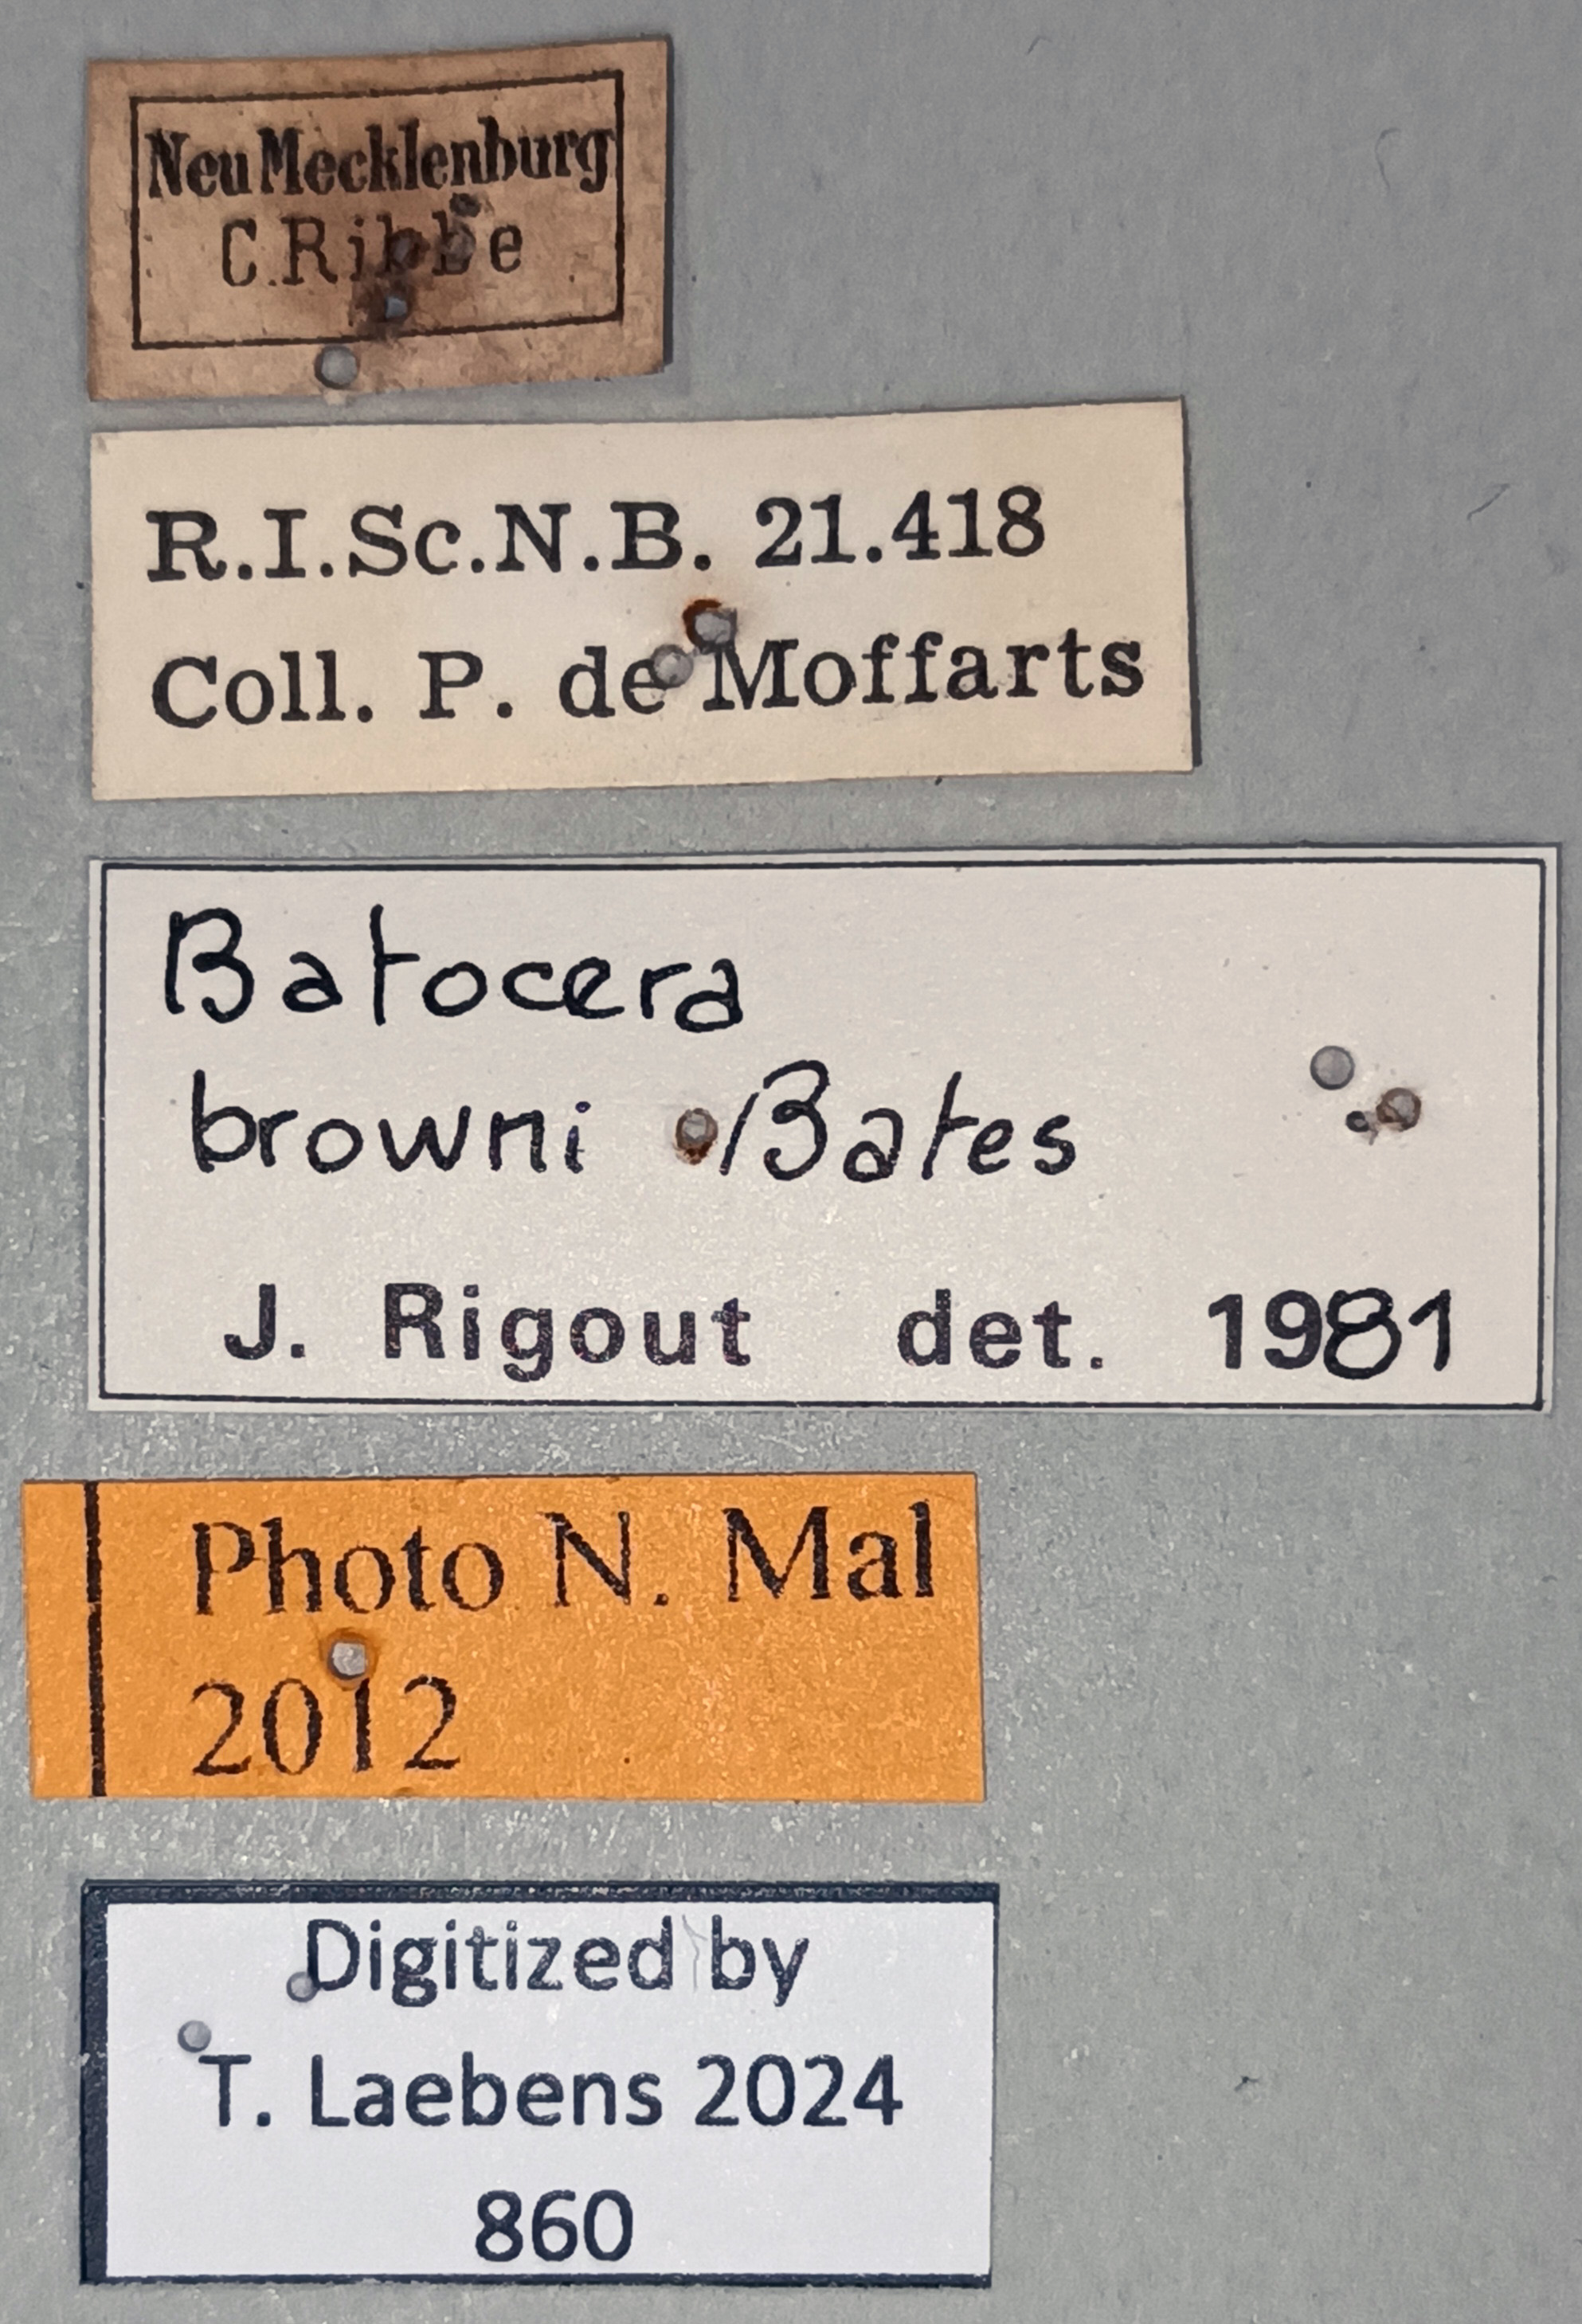 Neu Mecklenburg
C. Ribbe
R.I.Sc.N.B. 21.418
Coll. P. de Moffarts
Batocera
browni Bates
J. Rigout det. 1981
Photo N. Mal
2012
Digitized by
T. Laebens 2024
860